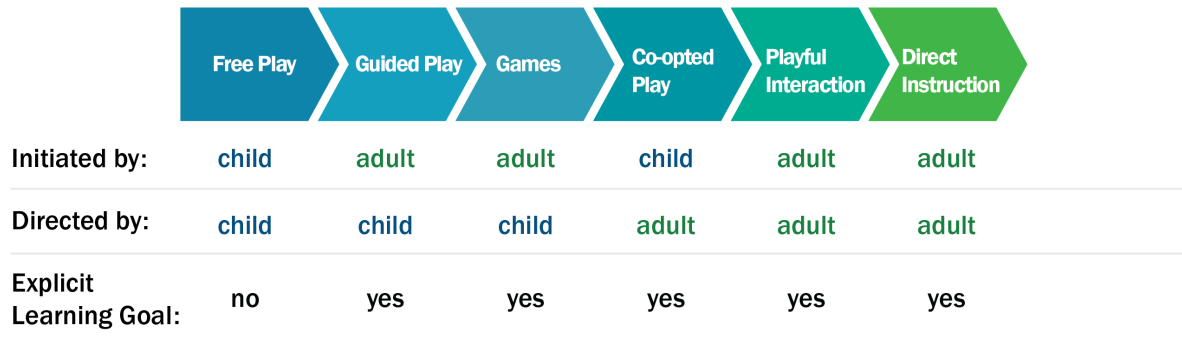 Free Play Guided Play Games Co-opted Play Playful Interaction Direct Instruction
Initiated by: child adult adult child adult adult
Directed by: child child child adult adult adult
Explicit Learning Goal: no yes yes yes yes yes